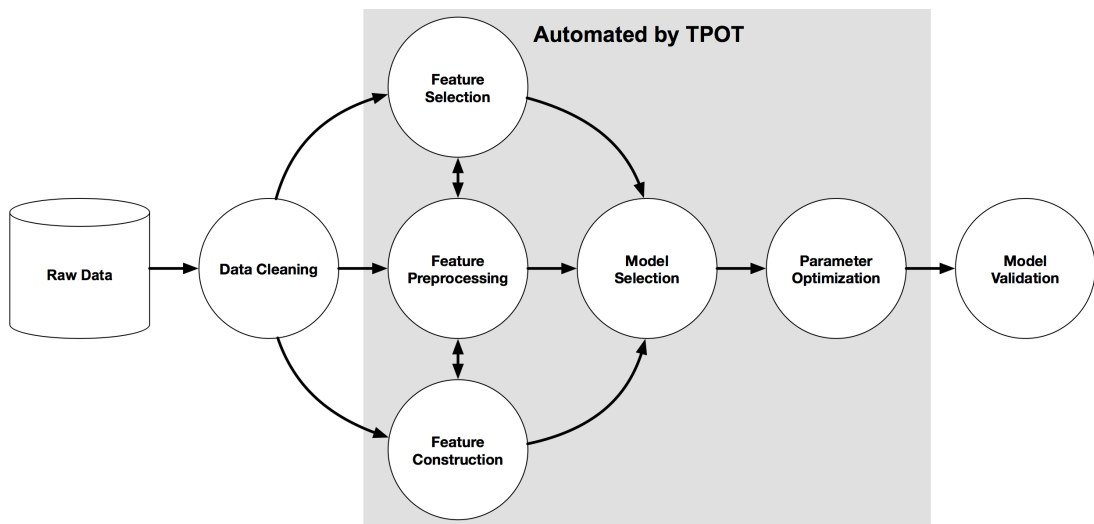 Automated by TPOT
Raw Data
Data Cleaning
Feature
Selection
Feature
Preprocessing
Feature
Construction
Model
Selection
Parameter
Optimization
Model
Validation